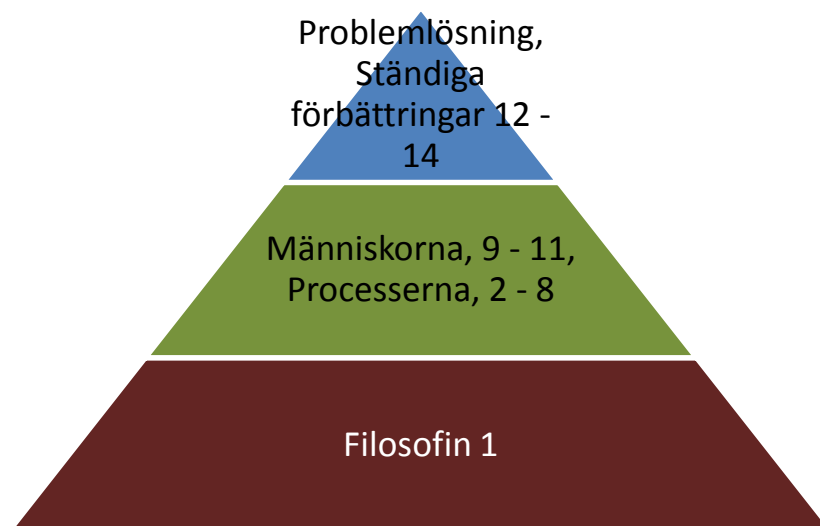 Problemlösning,
Ständiga
förbättringar 12 -
14
Människorna, 9 - 11,
Processerna, 2 - 8
Filosofin 1